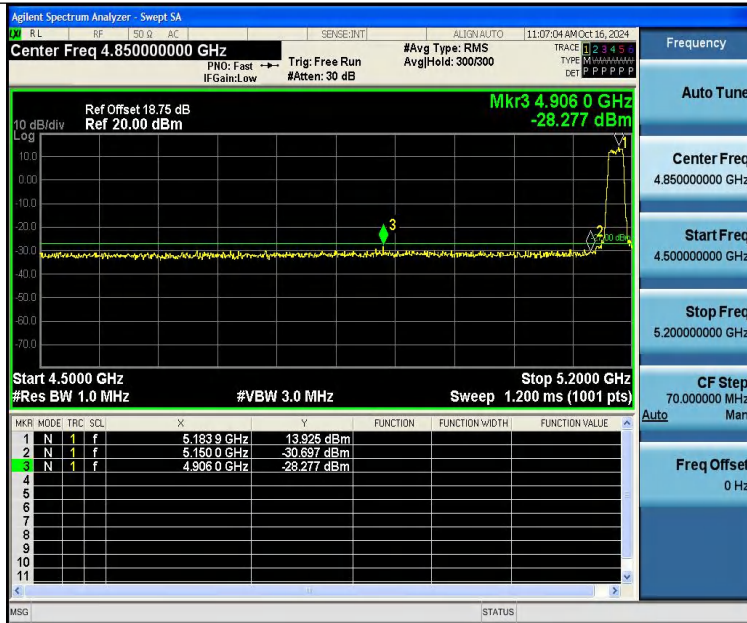 Agilent Spectrum Analyzer - Swept SA
RL RF 50 Ω AC SENSE:INT ALIGN AUTO 11:07:04 AM Oct 16, 2024
Center Freq 4.850000000 GHz #Avg Type: RMS TRACE 1 2 3 4 5 6
PNO: Fast Trig: Free Run Avg|Hold: 300/300 TYPE M
IFGain:Low #Atten: 30 dB DET P P P P P P
Frequency
Auto Tune
Center Freq
4.850000000 GHz
Start Freq
4.500000000 GHz
Stop Freq
5.200000000 GHz
CF Step
70.000000 MHz
Auto Man
Freq Offset
0 Hz
Mkr3 4.906 0 GHz
-28.277 dBm
Ref Offset 18.75 dB
10 dB/div Ref 20.00 dBm
Log
1
10.0
0.00
-10.0
-20.0
3
2
-30.0
-40.0
-50.0
-60.0
-70.0
Start 4.5000 GHz Stop 5.2000 GHz
#Res BW 1.0 MHz #VBW 3.0 MHz Sweep 1.200 ms (1001 pts)
MKR MODE TRC SCL X Y FUNCTION FUNCTION WIDTH FUNCTION VALUE
1 N 1 f 5.183 9 GHz 13.925 dBm
2 N 1 f 5.150 0 GHz -30.697 dBm
3 N 1 f 4.906 0 GHz -28.277 dBm
4
5
6
7
8
9
10
11
MSG STATUS